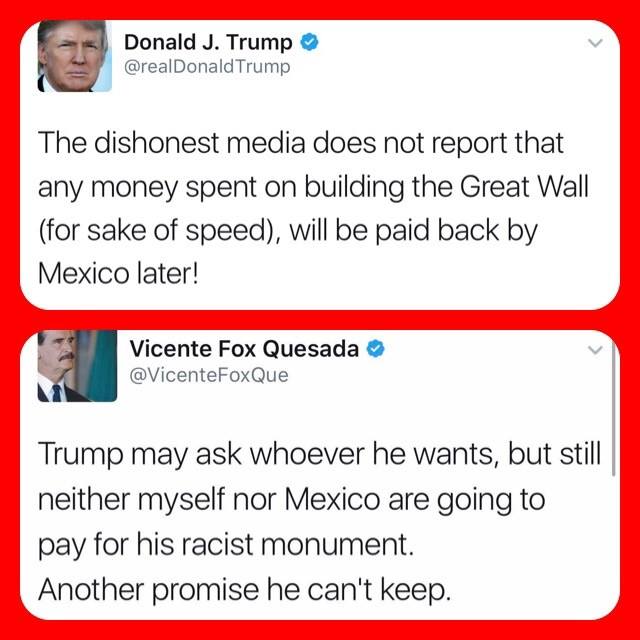 Donald J. Trump
@realDonaldTrump
The dishonest media does not report that
any money spent on building the Great Wall
(for sake of speed), will be paid back by
Mexico later!
Vicente Fox Quesada
@VicenteFoxQue
Trump may ask whoever he wants, but still
neither myself nor Mexico are going to
pay for his racist monument.
Another promise he can't keep.